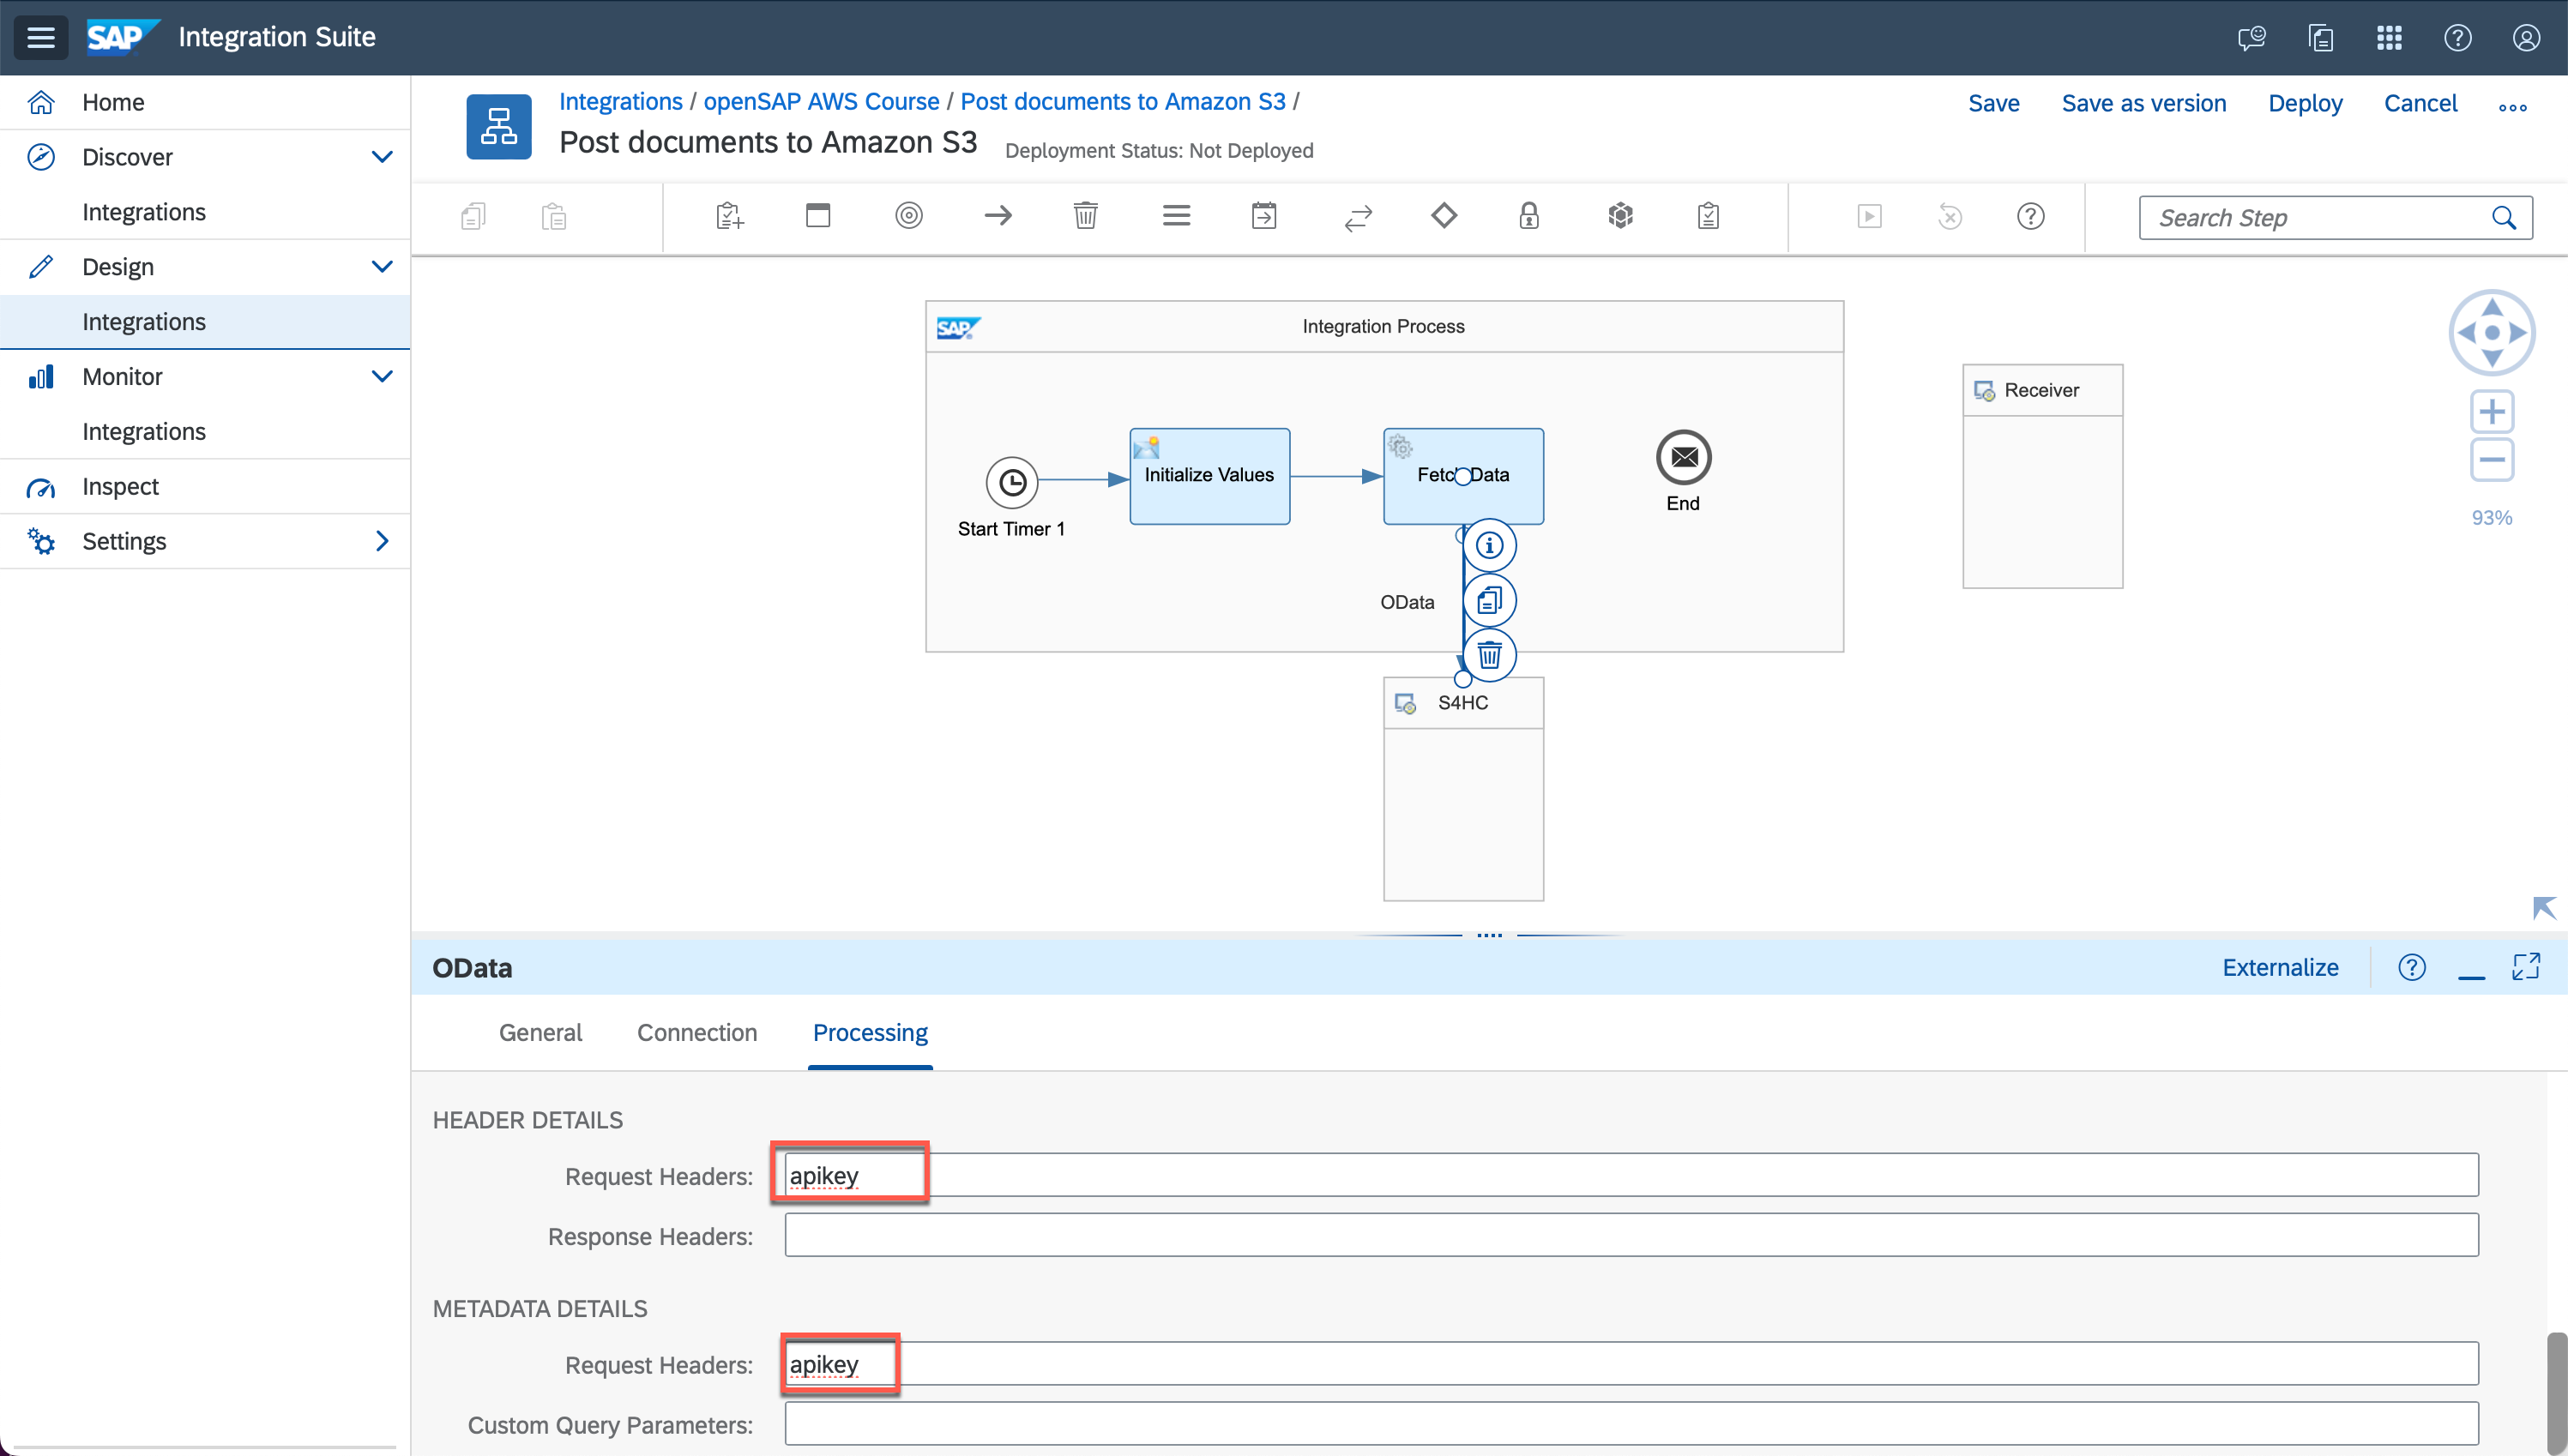 SAP Integration Suite
Home
Discover
Integrations
Design
Integrations
Monitor
Integrations
Inspect
Settings
Integrations / openSAP AWS Course / Post documents to Amazon S3 /
Post documents to Amazon S3 Deployment Status: Not Deployed
Save Save as version Deploy Cancel
Search Step
SAP Integration Process
Receiver
Initialize Values
Fetch Data
Start Timer 1
End
93%
OData
S4HC
OData
Externalize
General Connection Processing
HEADER DETAILS
Request Headers: apikey
Response Headers:
METADATA DETAILS
Request Headers: apikey
Custom Query Parameters: